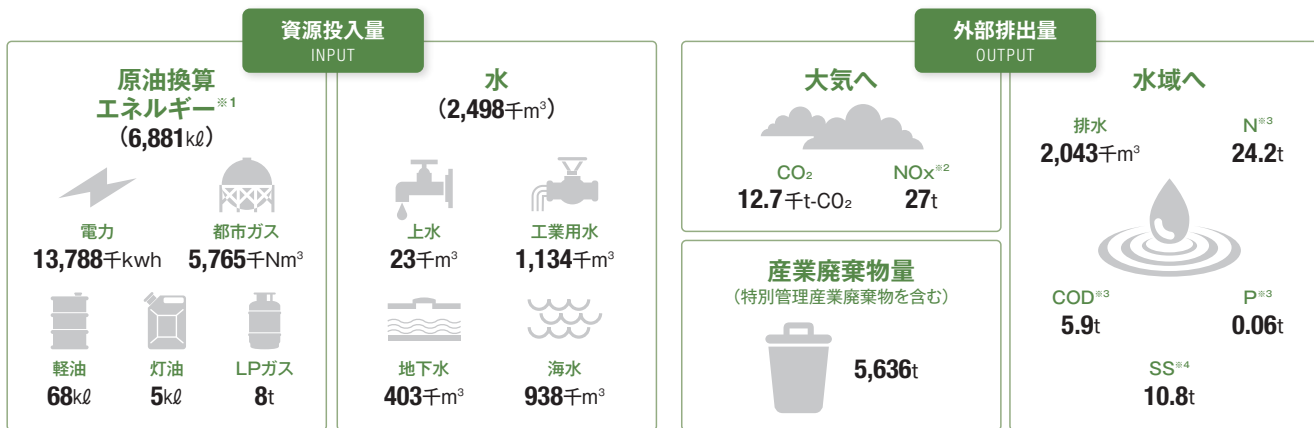 資源投入量
INPUT
原油換算
エネルギー※1
(6,881kℓ)
電力
13,788千kwh
都市ガス
5,765千Nm³
軽油
68kℓ
灯油
5kℓ
LPガス
8t
水
(2,498千m³)
上水
23千m³
工業用水
1,134千m³
地下水
403千m³
海水
938千m³
外部排出量
OUTPUT
大気へ
CO₂
12.7千t-CO₂
NOx※2
27t
産業廃棄物量
(特別管理産業廃棄物を含む)
5,636t
水域へ
排水
2,043千m³
N※3
24.2t
COD※3
5.9t
P※3
0.06t
SS※4
10.8t